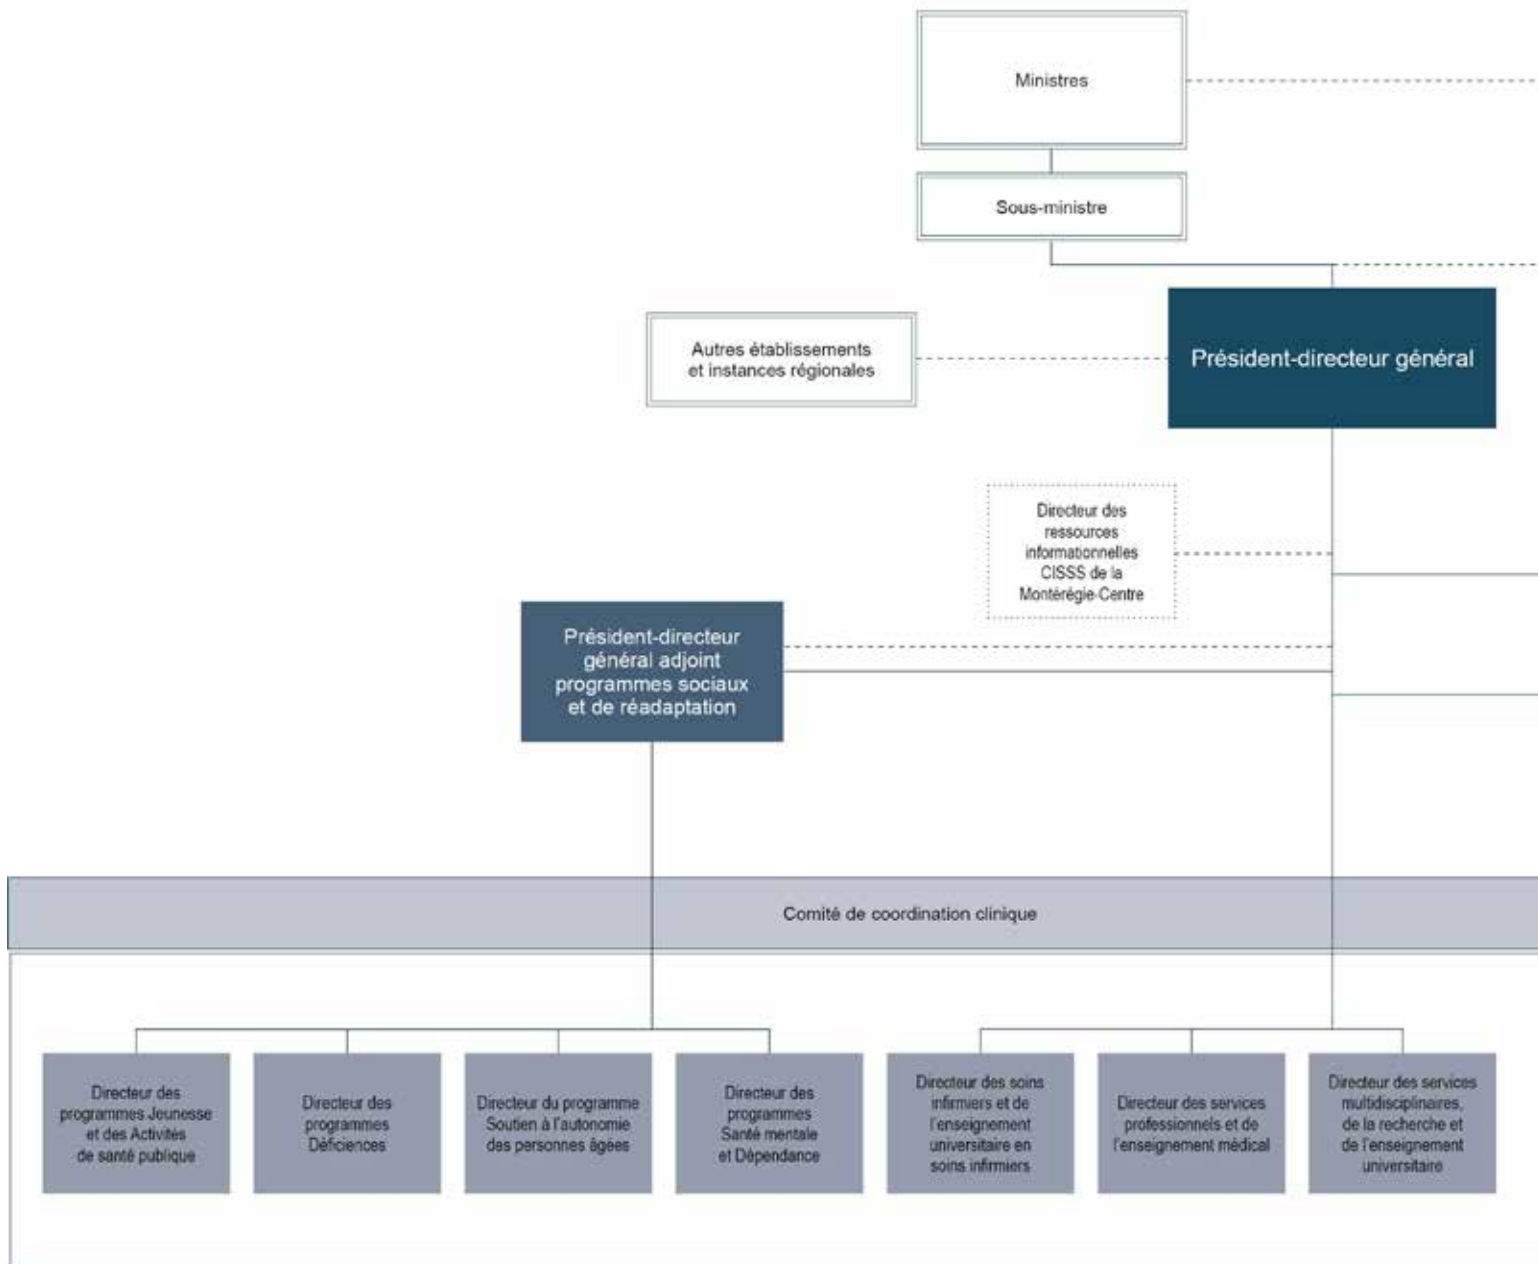 Ministres
Sous-ministre
Autres établissements
et instances régionales
Président-directeur général
Directeur des
ressources
informationnelles
CISSS de la
Montérégie-Centre
Président-directeur
général adjoint
programmes sociaux
et de réadaptation
Comité de coordination clinique
Directeur des
programmes Jeunesse
et des Activités
de santé publique
Directeur des
programmes
Déficiences
Directeur du programme
Soutien à l'autonomie
des personnes âgées
Directeur des
programmes
Santé mentale
et Dépendance
Directeur des soins
infirmiers et de
l'enseignement
universitaire en
soins infirmiers
Directeur des services
professionnels et de
l'enseignement médical
Directeur des services
multidisciplinaires,
de la recherche et
de l'enseignement
universitaire